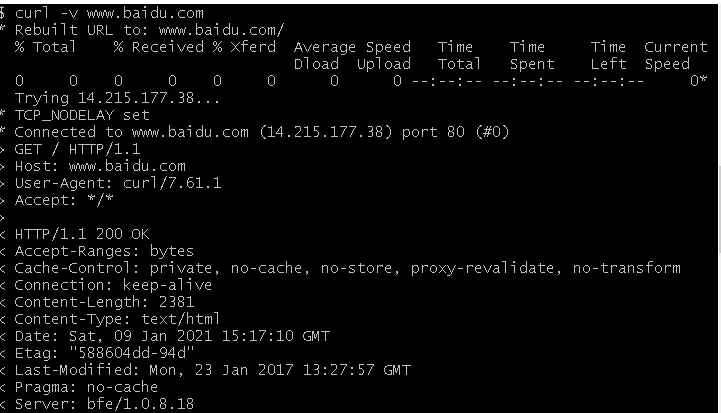 $ curl -v www.baidu.com
* Rebuilt URL to: www.baidu.com/
  % Total    % Received % Xferd  Average Speed   Time    Time     Time  Current
                                 Dload  Upload   Total   Spent    Left  Speed
  0     0    0     0    0     0      0      0 --:--:-- --:--:-- --:--:--     0*
  Trying 14.215.177.38...
* TCP_NODELAY set
* Connected to www.baidu.com (14.215.177.38) port 80 (#0)
> GET / HTTP/1.1
> Host: www.baidu.com
> User-Agent: curl/7.61.1
> Accept: */*
>
< HTTP/1.1 200 OK
< Accept-Ranges: bytes
< Cache-Control: private, no-cache, no-store, proxy-revalidate, no-transform
< Connection: keep-alive
< Content-Length: 2381
< Content-Type: text/html
< Date: Sat, 09 Jan 2021 15:17:10 GMT
< Etag: "588604dd-94d"
< Last-Modified: Mon, 23 Jan 2017 13:27:57 GMT
< Pragma: no-cache
< Server: bfe/1.0.8.18